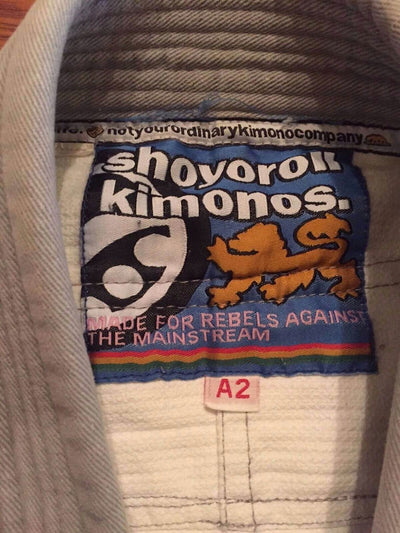 notyourordinarykimonocompany.
shoyoroll
kimonos.
MADE FOR REBELS AGAINST
THE MAINSTREAM
A2